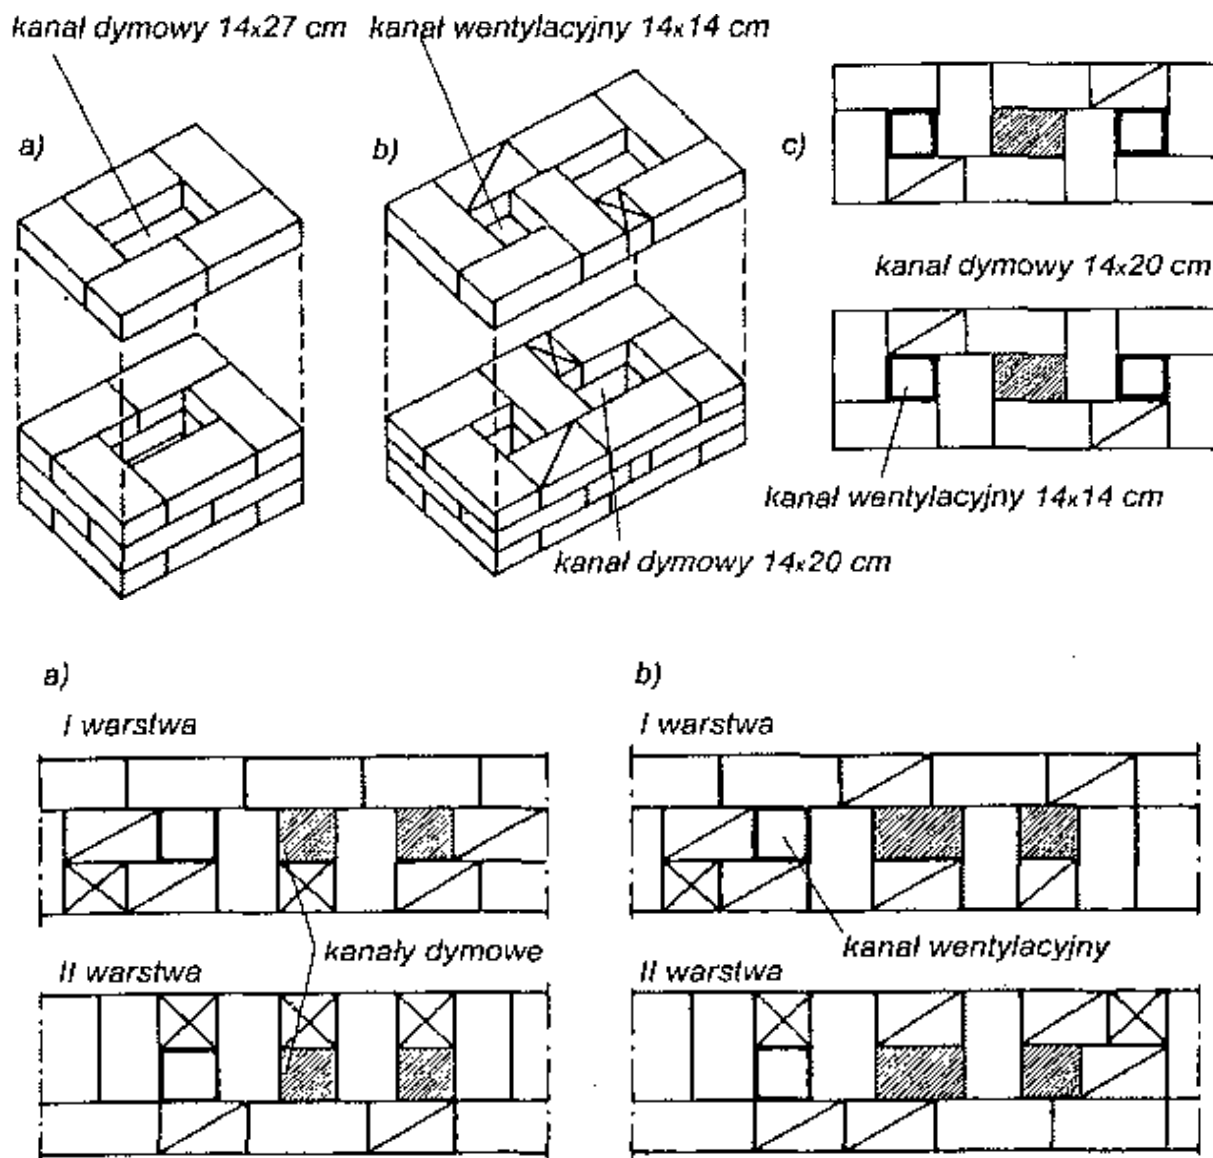 kanał dymowy 14x27 cm
kanał wentylacyjny 14x14 cm
a)
b)
c)
kanał dymowy 14x20 cm
kanał wentylacyjny 14x14 cm
kanał dymowy 14x20 cm
a)
b)
I warstwa
I warstwa
kanały dymowe
kanał wentylacyjny
II warstwa
II warstwa